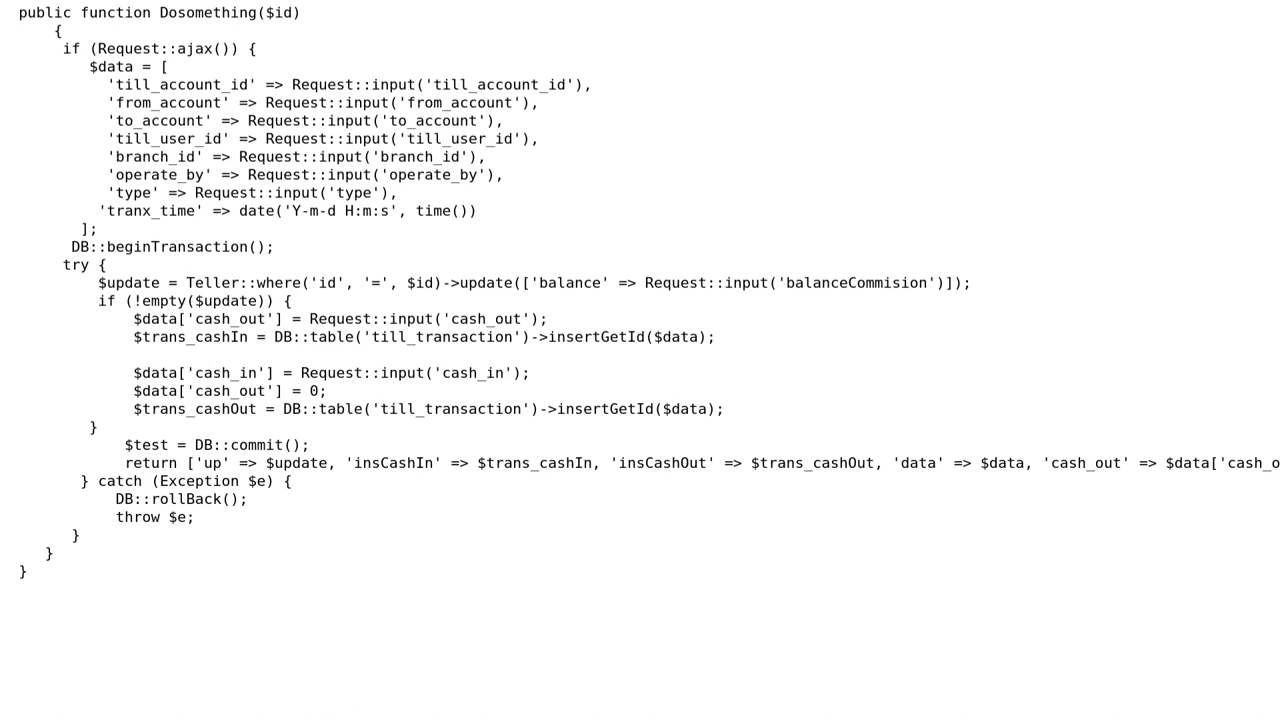 public function Dosomething($id)
    {
     if (Request::ajax()) {
        $data = [
          'till_account_id' => Request::input('till_account_id'),
          'from_account' => Request::input('from_account'),
          'to_account' => Request::input('to_account'),
          'till_user_id' => Request::input('till_user_id'),
          'branch_id' => Request::input('branch_id'),
          'operate_by' => Request::input('operate_by'),
          'type' => Request::input('type'),
         'tranx_time' => date('Y-m-d H:m:s', time())
       ];
      DB::beginTransaction();
     try {
         $update = Teller::where('id', '=', $id)->update(['balance' => Request::input('balanceCommision')]);
         if (!empty($update)) {
             $data['cash_out'] = Request::input('cash_out');
             $trans_cashIn = DB::table('till_transaction')->insertGetId($data);

             $data['cash_in'] = Request::input('cash_in');
             $data['cash_out'] = 0;
             $trans_cashOut = DB::table('till_transaction')->insertGetId($data);
        }
            $test = DB::commit();
            return ['up' => $update, 'insCashIn' => $trans_cashIn, 'insCashOut' => $trans_cashOut, 'data' => $data, 'cash_out' => $data['cash_o
       } catch (Exception $e) {
           DB::rollBack();
           throw $e;
      }
   }
}